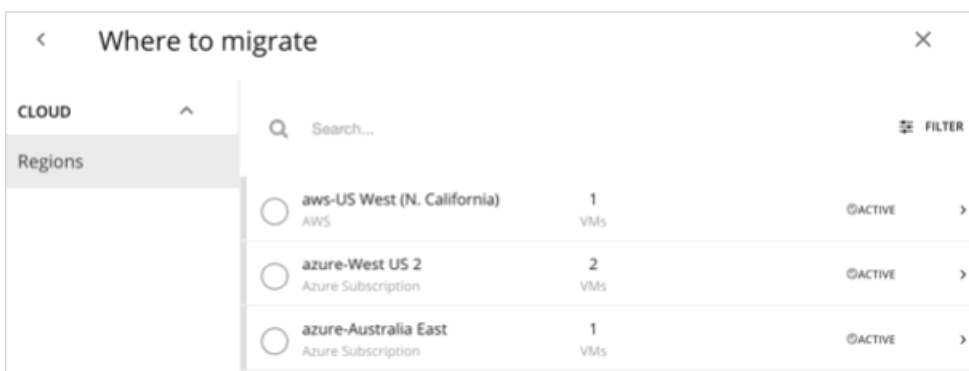 Where to migrate
CLOUD
Regions
Search...
FILTER
aws-US West (N. California)
AWS
1
VMs
ACTIVE
azure-West US 2
Azure Subscription
2
VMs
ACTIVE
azure-Australia East
Azure Subscription
1
VMs
ACTIVE